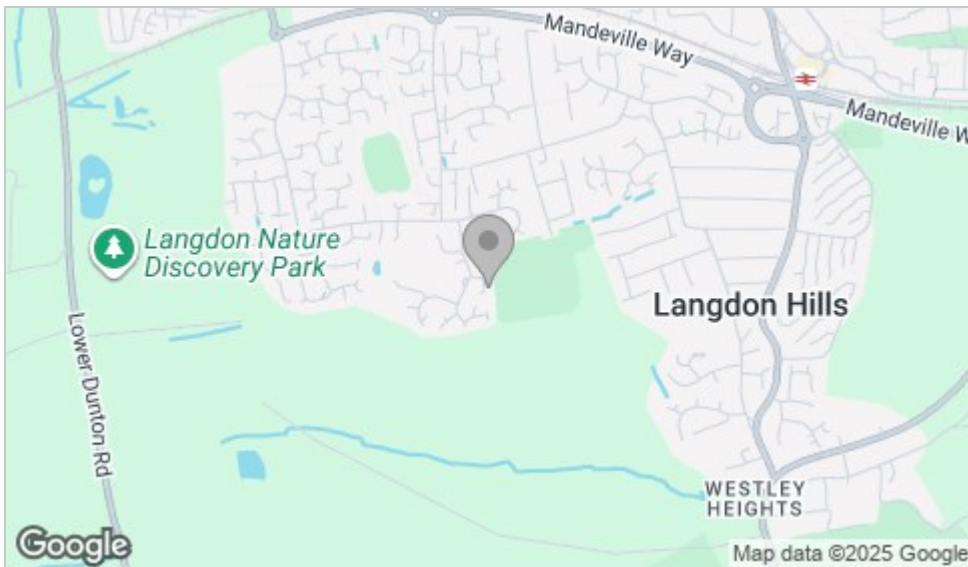 Mandeville Way
Mandeville W
Langdon Nature
Discovery Park
Langdon Hills
Lower Dunton Rd
WESTLEY
HEIGHTS
Google
Map data ©2025 Google